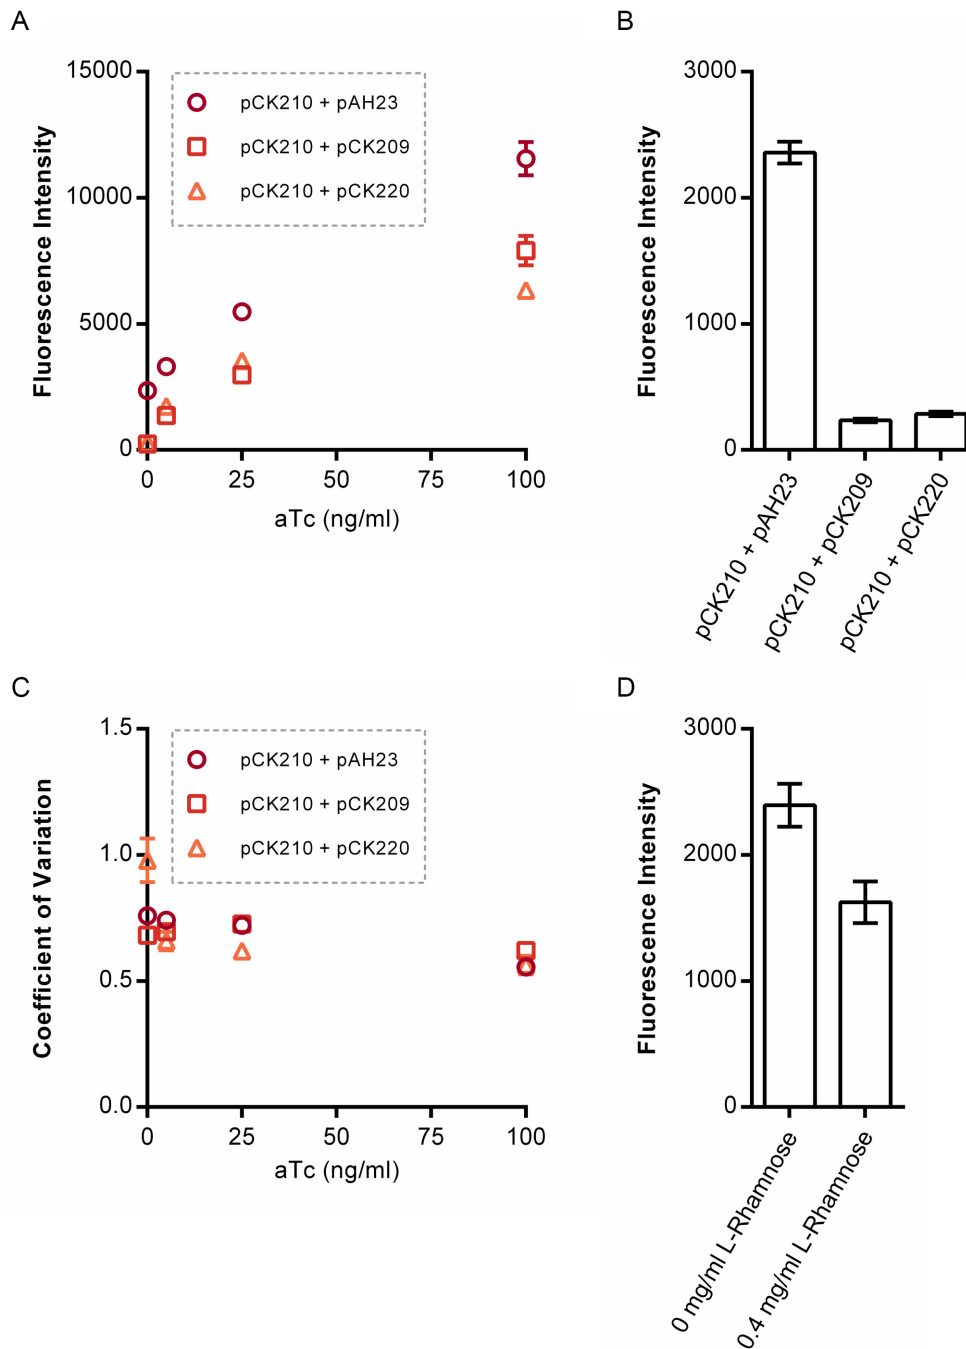 A
Fluorescence Intensity
15000
10000
5000
0
pCK210 + pAH23
pCK210 + pCK209
pCK210 + pCK220
0
25
50
75
100
aTc (ng/ml)
B
Fluorescence Intensity
3000
2000
1000
0
pCK210 + pAH23
pCK210 + pCK209
pCK210 + pCK220
C
Coefficient of Variation
1.5
1.0
0.5
0.0
pCK210 + pAH23
pCK210 + pCK209
pCK210 + pCK220
0
25
50
75
100
aTc (ng/ml)
D
Fluorescence Intensity
3000
2000
1000
0
0 mg/ml L-Rhamnose
0.4 mg/ml L-Rhamnose